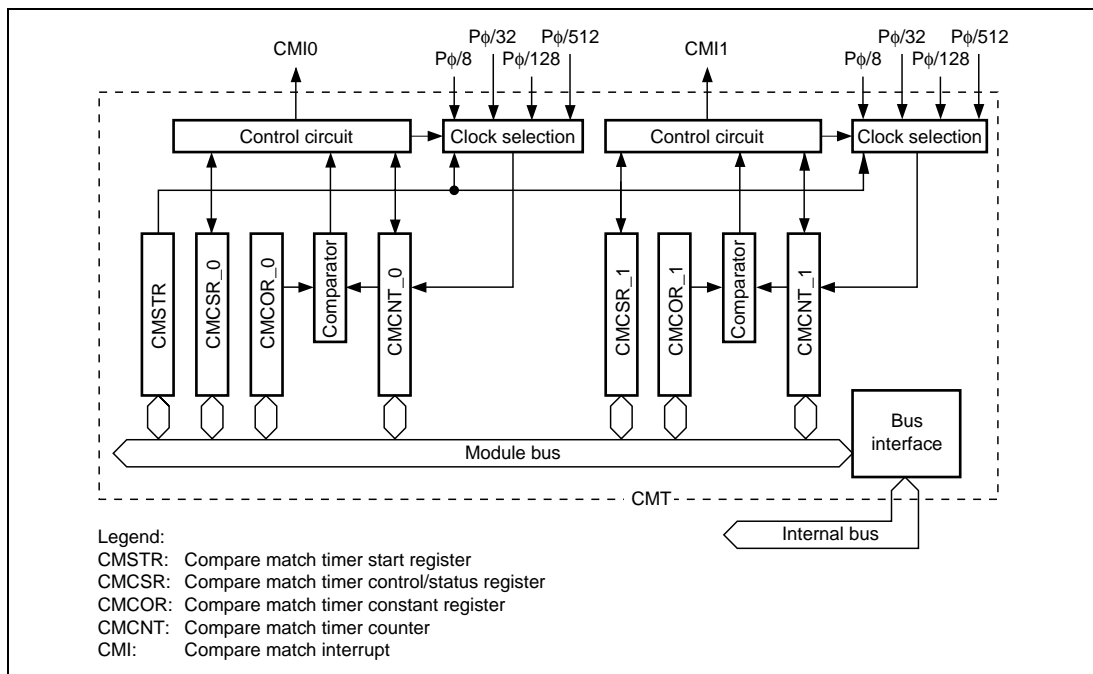 CMI0
Pϕ/8
Pϕ/32
Pϕ/128
Pϕ/512
CMI1
Pϕ/8
Pϕ/32
Pϕ/128
Pϕ/512
Control circuit
Clock selection
Control circuit
Clock selection
CMSTR
CMCSR_0
CMCOR_0
Comparator
CMCNT_0
CMCSR_1
CMCOR_1
Comparator
CMCNT_1
Module bus
Bus
interface
CMT
Internal bus
Legend:
CMSTR: Compare match timer start register
CMCSR: Compare match timer control/status register
CMCOR: Compare match timer constant register
CMCNT: Compare match timer counter
CMI: Compare match interrupt